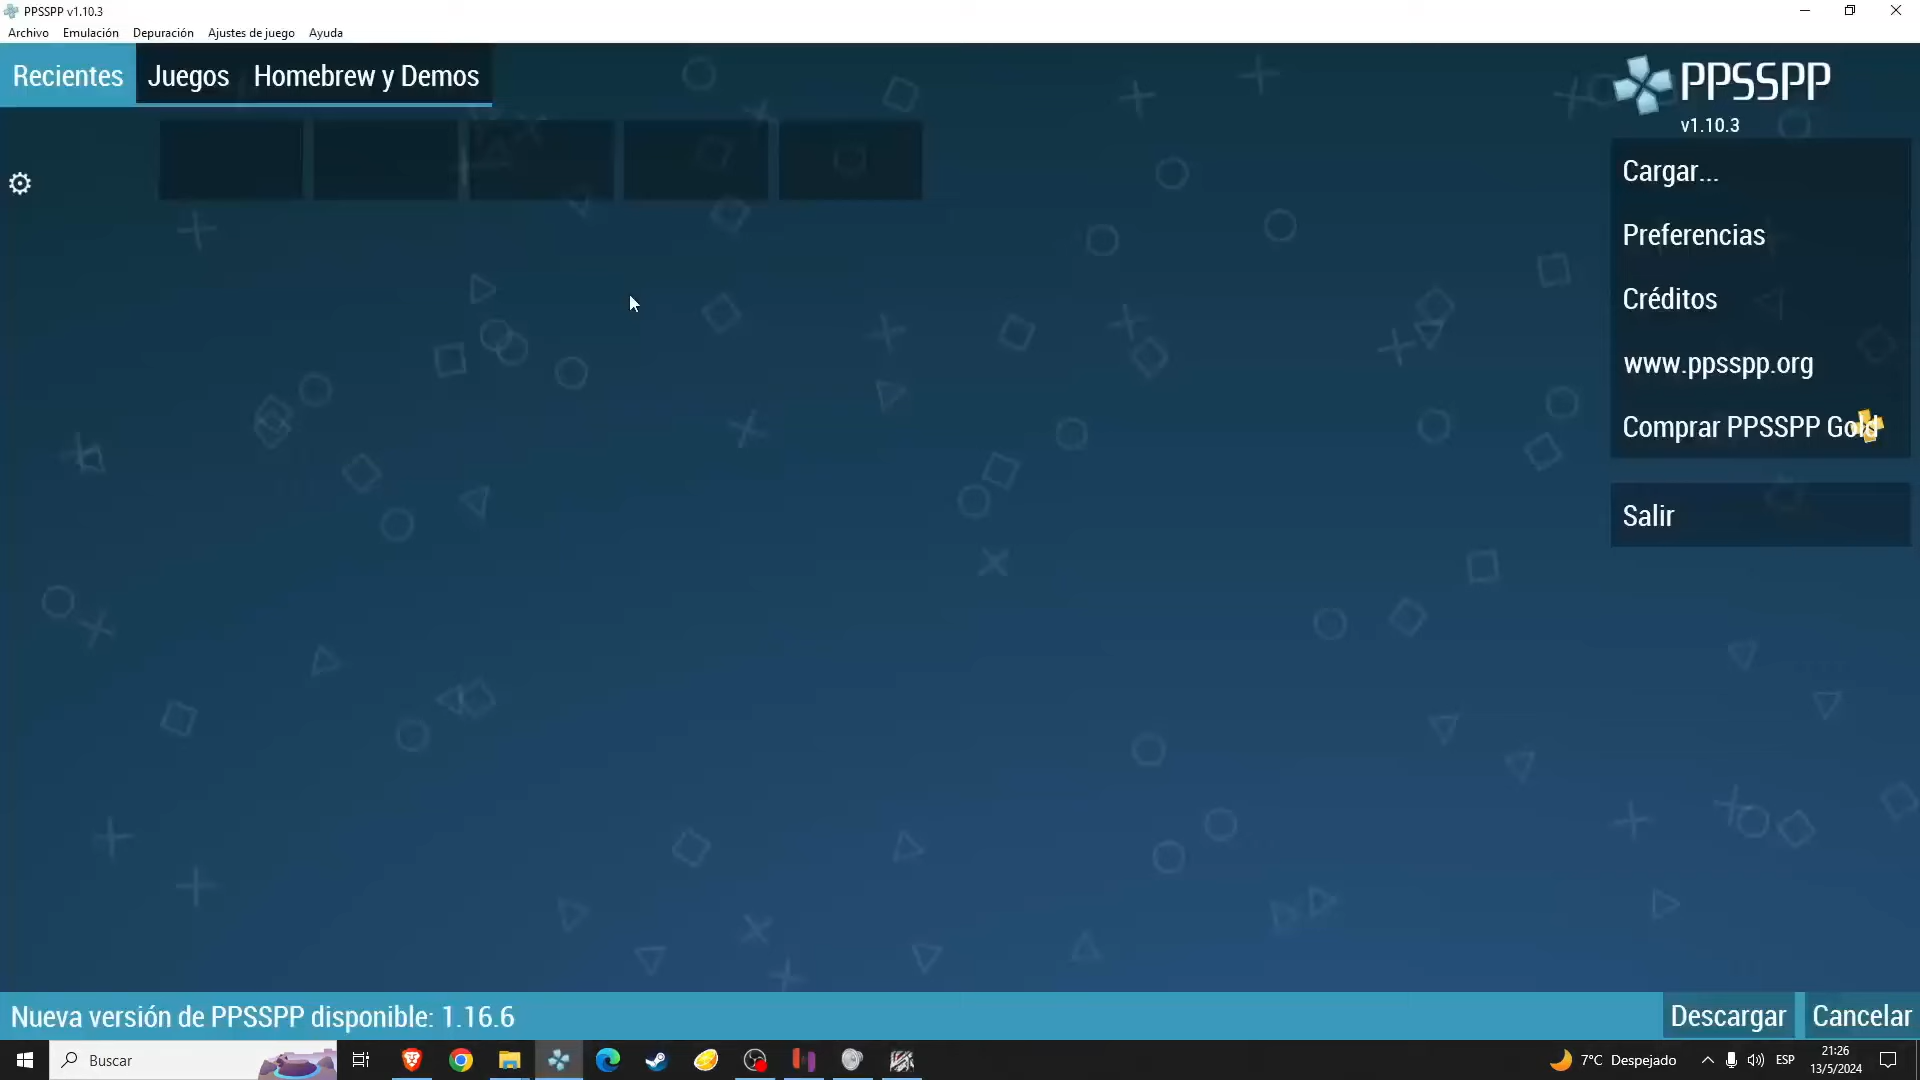 PPSSPP v1.10.3
Archivo Emulación Depuración Ajustes de juego Ayuda
Recientes Juegos Homebrew y Demos
PPSSPP
v1.10.3
Cargar...
Preferencias
Créditos
www.ppsspp.org
Comprar PPSSPP Gold
Salir
Nueva versión de PPSSPP disponible: 1.16.6
Descargar Cancelar
Buscar
7°C Despejado
ESP
21:26
13/5/2024